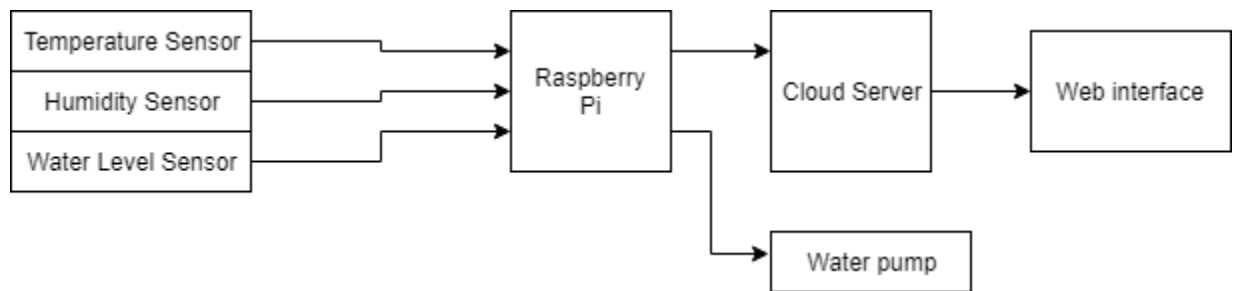 Temperature Sensor
Humidity Sensor
Water Level Sensor
Raspberry
Pi
Cloud Server
Web interface
Water pump